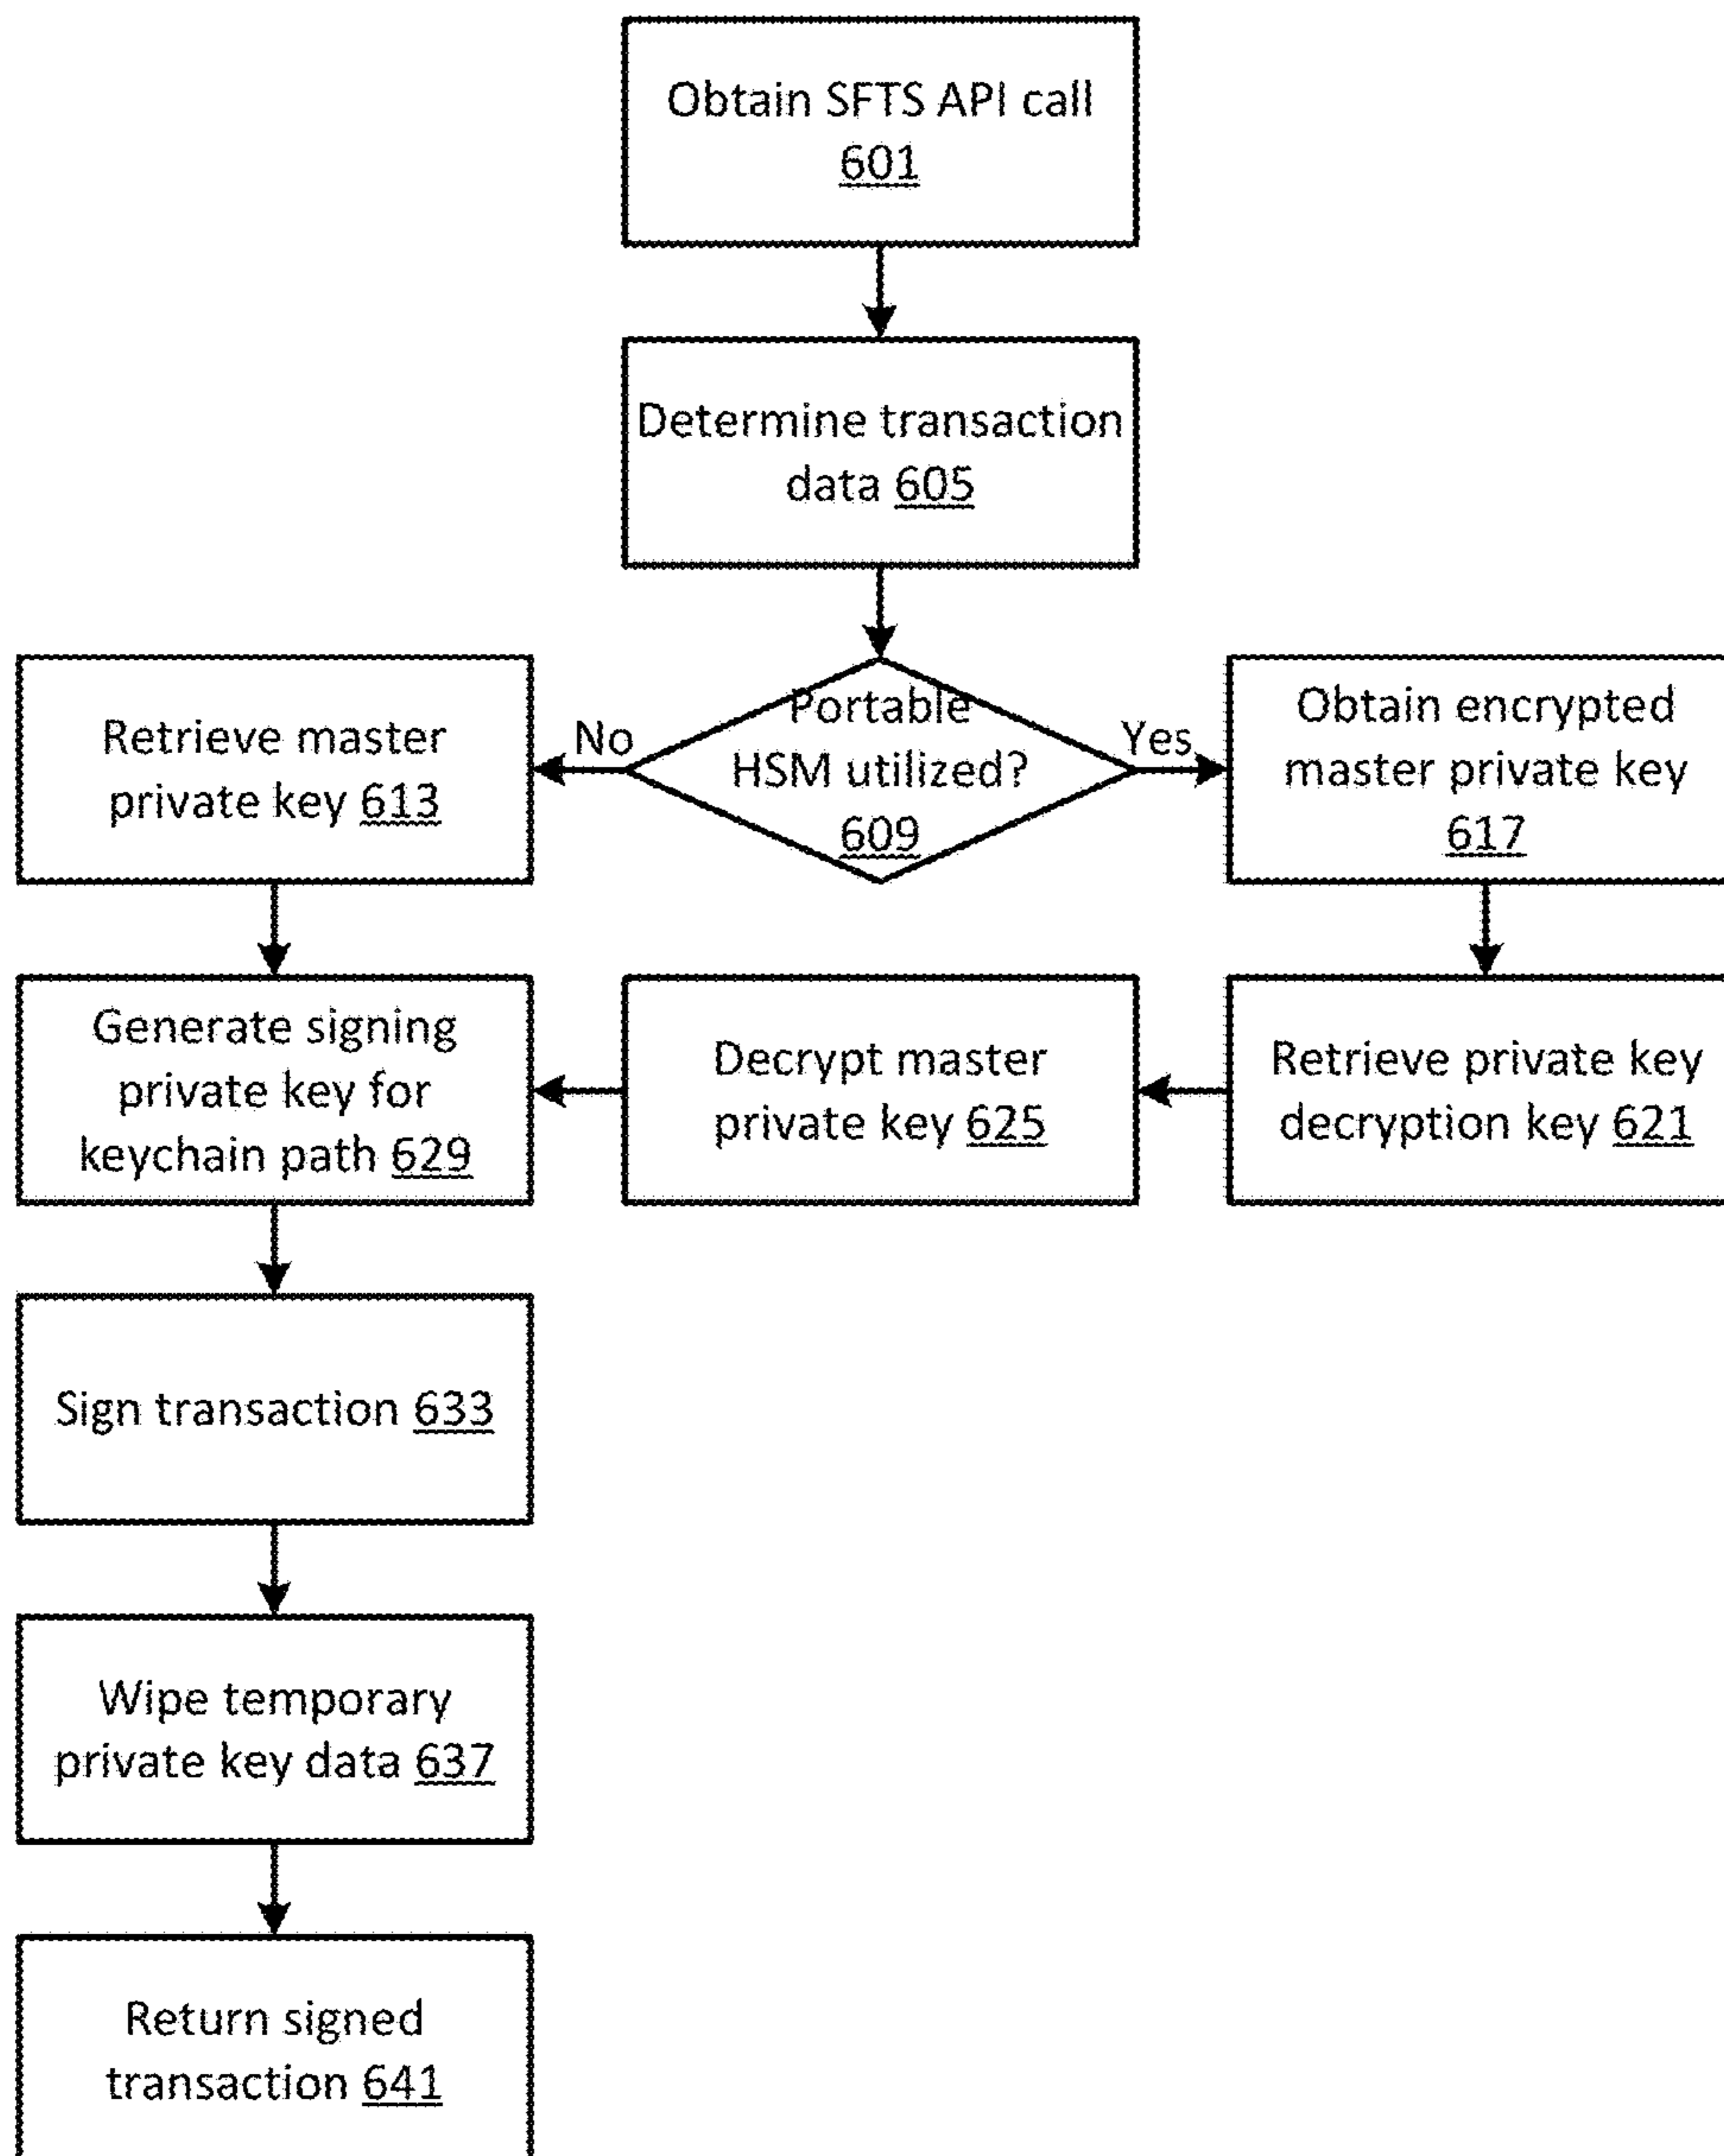 Obtain SFTS API call
601
Determine transaction
data 605
Portable
HSM utilized?
609
No
Yes
Retrieve master
private key 613
Obtain encrypted
master private key
617
Generate signing
private key for
keychain path 629
Decrypt master
private key 625
Retrieve private key
decryption key 621
Sign transaction 633
Wipe temporary
private key data 637
Return signed
transaction 641